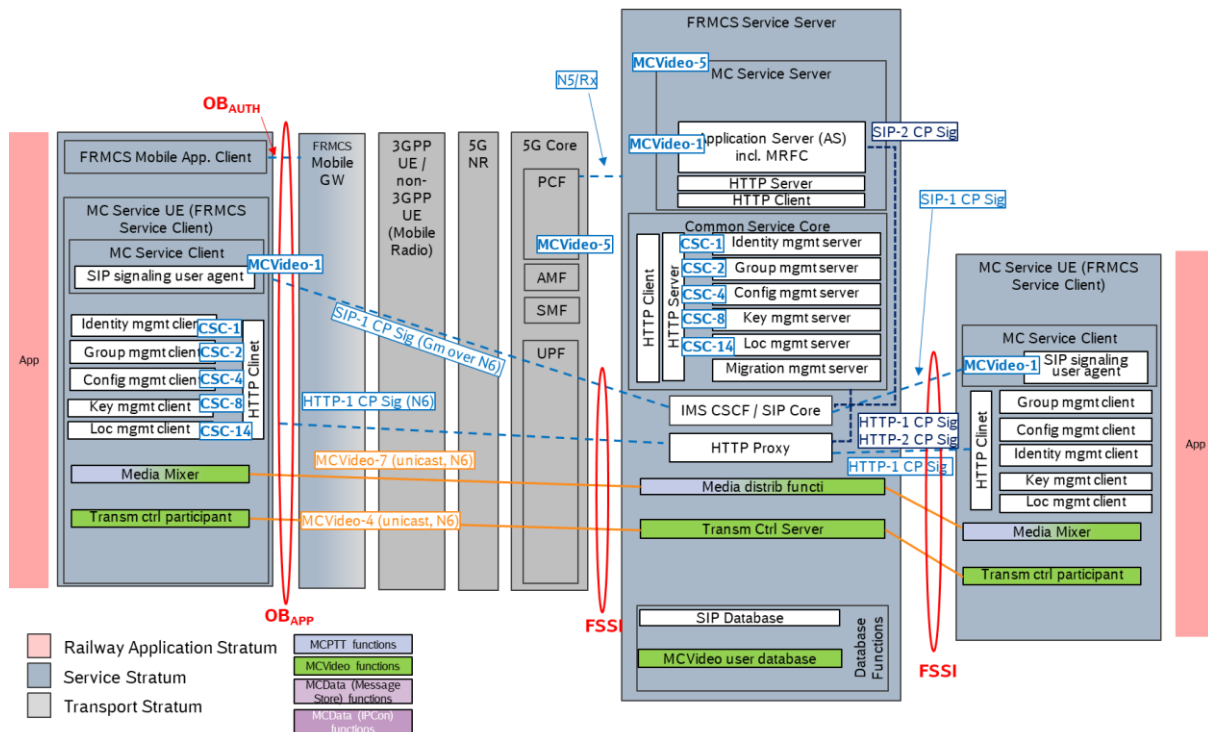 FRMCS Service Server
MCVideo-5
MC Service Server
N5/Rx
OBAUTH
MCVideo-1
Application Server (AS)
incl. MRFC
SIP-2 CP Sig
HTTP Server
HTTP Client
FRMCS Mobile App. Client
FRMCS
Mobile
GW
3GPP
UE /
non-
3GPP
UE
(Mobile
Radio)
5G
NR
5G Core
PCF
MCVideo-5
AMF
SMF
UPF
SIP-1 CP Sig
MC Service UE (FRMCS
Service Client)
MC Service Client
SIP signaling user agent
MCVideo-1
Common Service Core
HTTP Client
HTTP Server
CSC-1
Identity mgmt server
CSC-2
Group mgmt server
CSC-4
Config mgmt server
CSC-8
Key mgmt server
CSC-14
Loc mgmt server
Migration mgmt server
MC Service UE (FRMCS
Service Client)
MC Service Client
MCVideo-1
SIP signaling
user agent
App
Identity mgmt client
CSC-1
Group mgmt client
CSC-2
Config mgmt client
CSC-4
Key mgmt client
CSC-8
Loc mgmt client
CSC-14
HTTP Clinet
SIP-1 CP Sig (Gm over N6)
HTTP-1 CP Sig (N6)
IMS CSCF / SIP Core
HTTP Proxy
HTTP-1 CP Sig
HTTP-2 CP Sig
HTTP-1 CP Sig
HTTP Clinet
Group mgmt client
Config mgmt client
Identity mgmt client
Key mgmt client
Loc mgmt client
App
Media Mixer
MCVideo-7 (unicast, N6)
Media distrib functi
Media Mixer
Transm ctrl participant
MCVideo-4 (unicast, N6)
Transm Ctrl Server
Transm ctrl participant
OBAPP
FSSI
FSSI
SIP Database
MCVideo user database
Database
Functions
Railway Application Stratum
Service Stratum
Transport Stratum
MCPTT functions
MCVideo functions
MCData (Message
Store) functions
MCData (IPCon)
functions